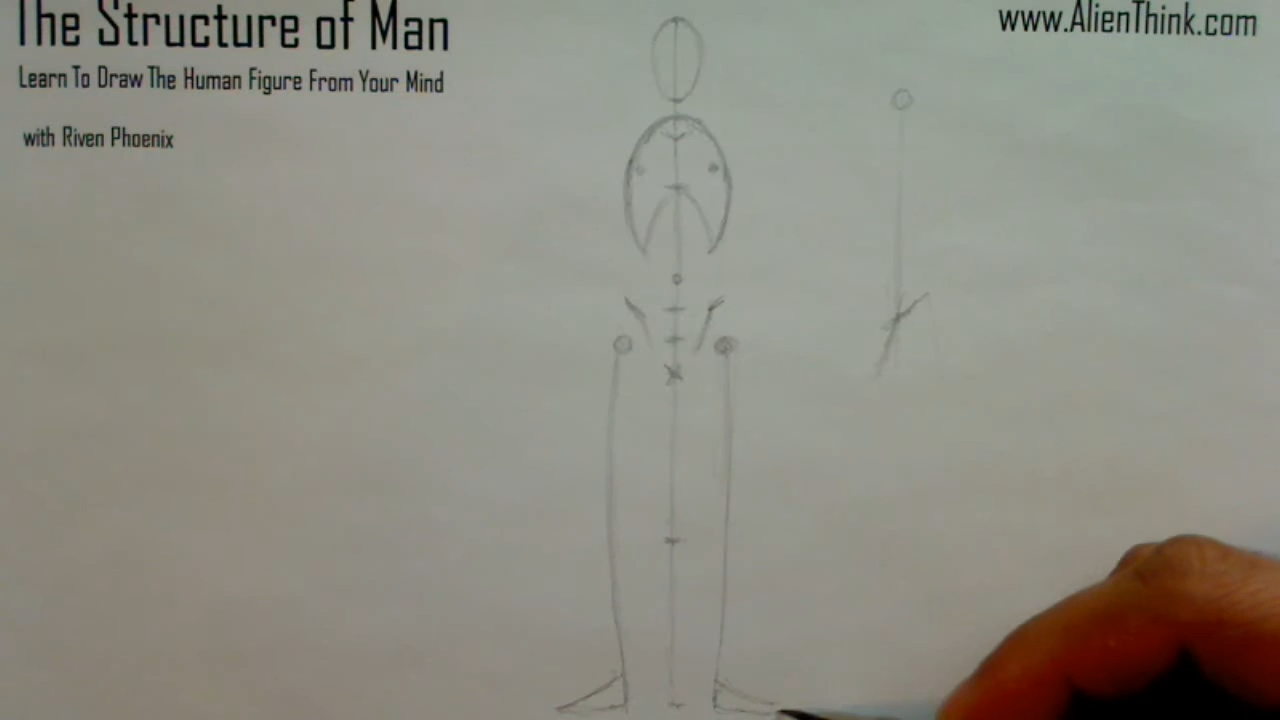 The Structure of Man
Learn To Draw The Human Figure From Your Mind
with Riven Phoenix
www.AlienThink.com